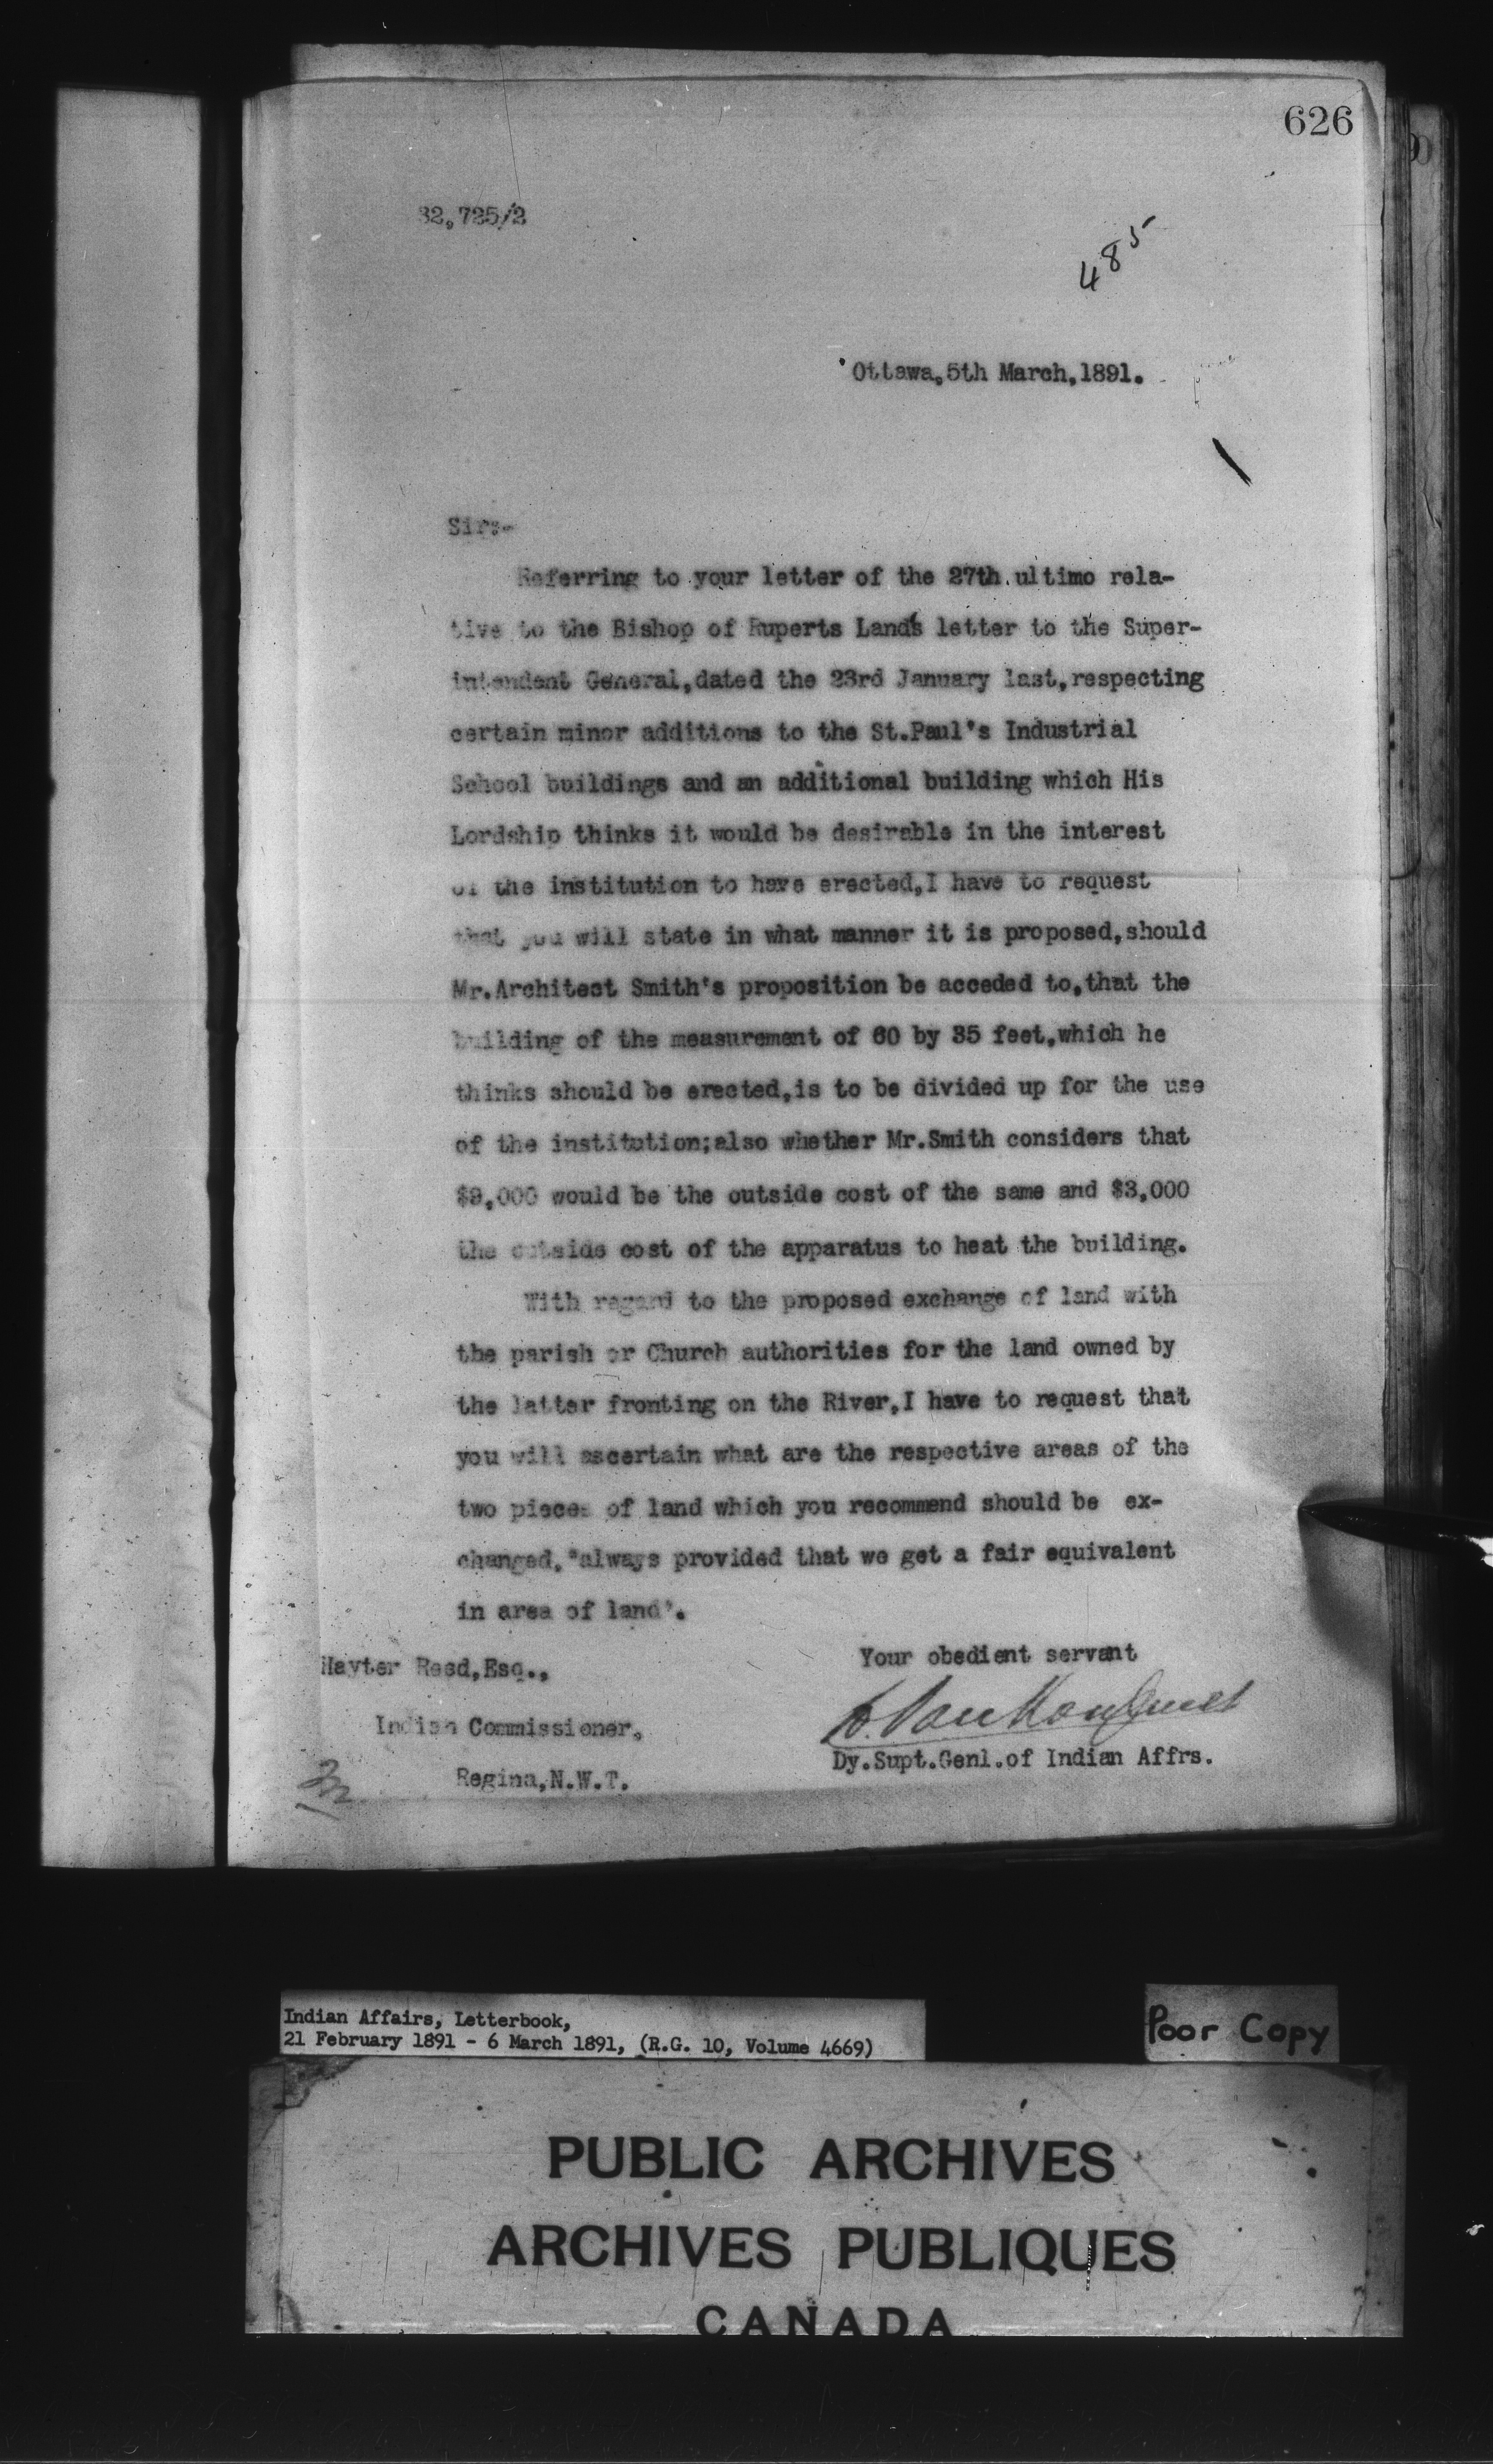 626
32,725/2
485
Ottawa, 5th March, 1891.
Sir:-
Referring to your letter of the 27th ultimo rela-
tive to the Bishop of Ruperts Land's letter to the Super-
intendent General, dated the 23rd January last, respecting
certain minor additions to the St.Paul's Industrial
School buildings and an additional building which His
Lordship thinks it would be desirable in the interest
of the institution to have erected, I have to request
that you will state in what manner it is proposed, should
Mr.Architect Smith's proposition be acceded to, that the
building of the measurement of 60 by 35 feet, which he
thinks should be erected, is to be divided up for the use
of the institution; also whether Mr.Smith considers that
$9,000 would be the outside cost of the same and $3,000
the outside cost of the apparatus to heat the building.
With regard to the proposed exchange of land with
the parish or Church authorities for the land owned by
the latter fronting on the River, I have to request that
you will ascertain what are the respective areas of the
two pieces of land which you recommend should be ex-
changed, "always provided that we get a fair equivalent
in area of land".
Your obedient servant
Hayter Reed, Esq.,
L. VanKoughnet
Indian Commissioner,
Dy.Supt.Genl.of Indian Affrs.
Regina, N.W.T.
Indian Affairs, Letterbook,
21 February 1891 - 6 March 1891, (R.G. 10, Volume 4669)
Poor Copy
PUBLIC ARCHIVES
ARCHIVES PUBLIQUES
CANADA